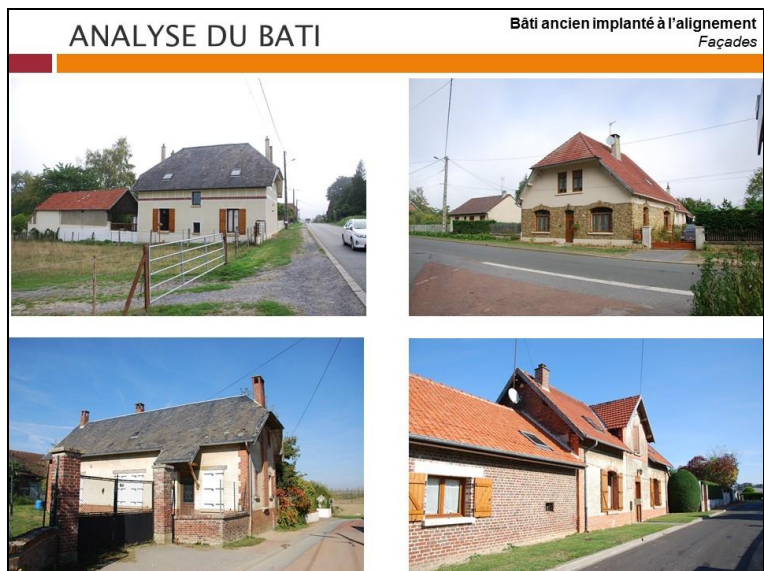 ANALYSE DU BATI
Bâti ancien implanté à l'alignement
Façades